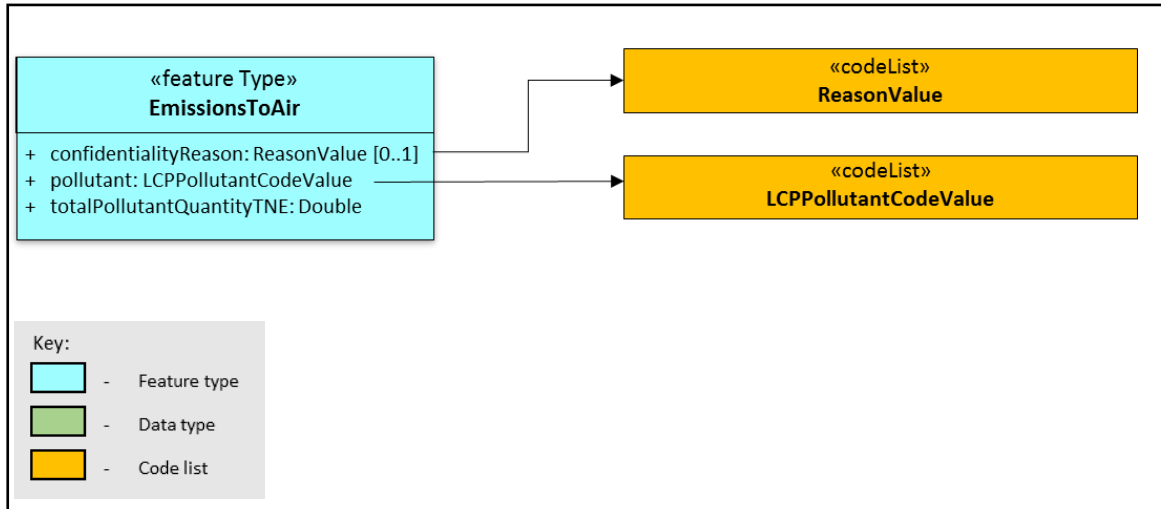 «feature Type»
EmissionsToAir
+ confidentialityReason: ReasonValue [0..1]
+ pollutant: LCPPollutantCodeValue
+ totalPollutantQuantityTNE: Double
«codeList»
ReasonValue
«codeList»
LCPPollutantCodeValue
Key:
- Feature type
- Data type
- Code list